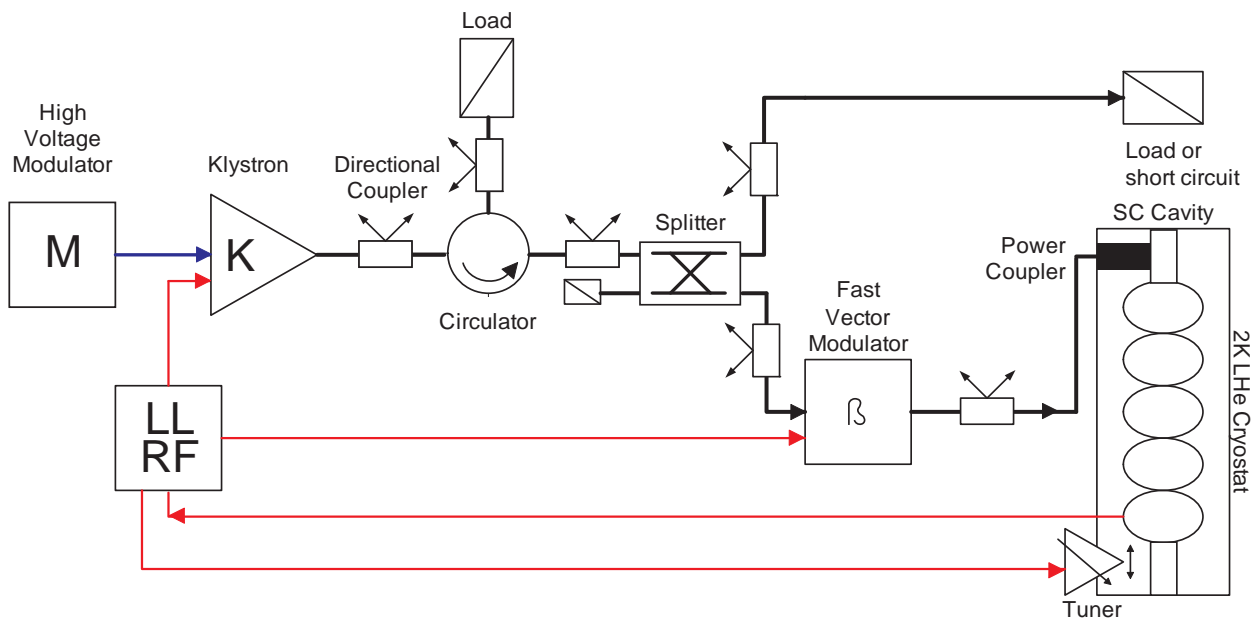 Load
High
Voltage
Modulator
Klystron
Directional
Coupler
Load or
short circuit
M
K
Circulator
Splitter
SC Cavity
Power
Coupler
Fast
Vector
Modulator
ß
LL
RF
2K LHe Cryostat
Tuner